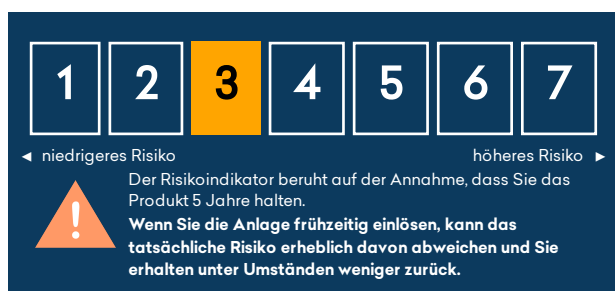 1 2 3 4 5 6 7
◄ niedrigeres Risiko höheres Risiko ►
Der Risikoindikator beruht auf der Annahme, dass Sie das
Produkt 5 Jahre halten.
Wenn Sie die Anlage frühzeitig einlösen, kann das
tatsächliche Risiko erheblich davon abweichen und Sie
erhalten unter Umständen weniger zurück.